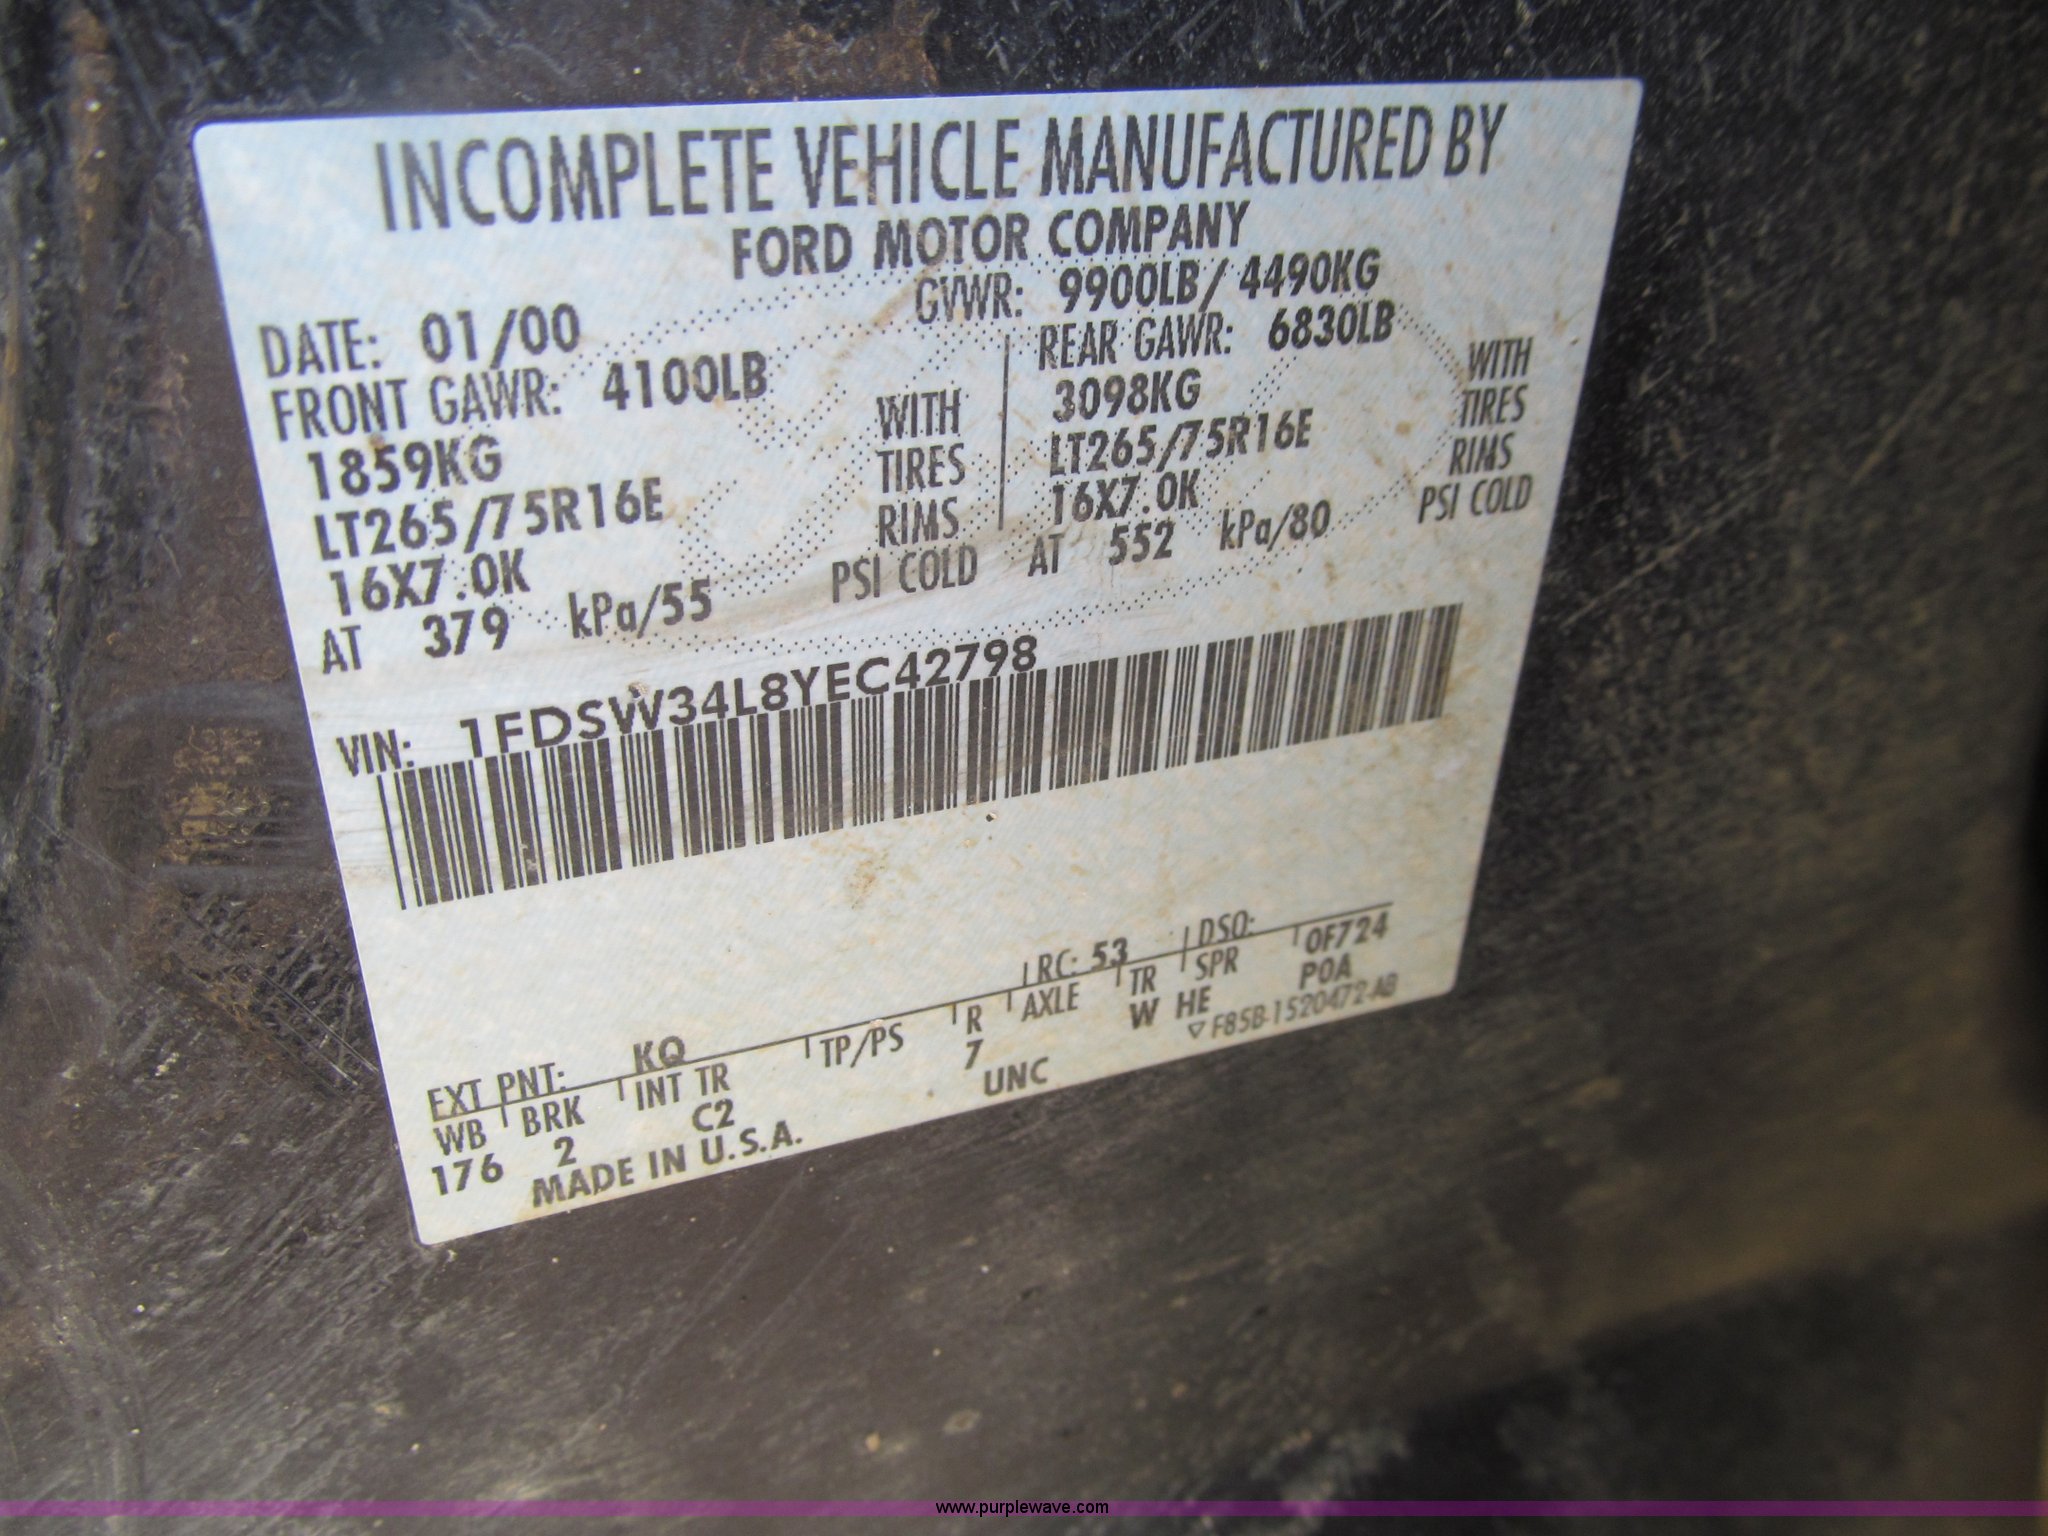 INCOMPLETE VEHICLE MANUFACTURED BY
FORD MOTOR COMPANY
DATE: 01/00 GVWR: 9900LB/ 4490KG
FRONT GAWR: 4100LB REAR GAWR: 6830LB
1859KG WITH 3098KG WITH
LT265/75R16E TIRES LT265/75R16E TIRES
16X7.0K RIMS 16X7.0K RIMS
AT 379 kPa/55 PSI COLD AT 552 kPa/80 PSI COLD
VIN: 1FDSW34L8YEC42798
EXT PNT: KQ RC: 53 DSO:
WB BRK INT TR TP/PS R AXLE TR SPR 0F724
176 2 C2 7 W HE P0A
MADE IN U.S.A. UNC F85B-1520472-AB
www.purplewave.com